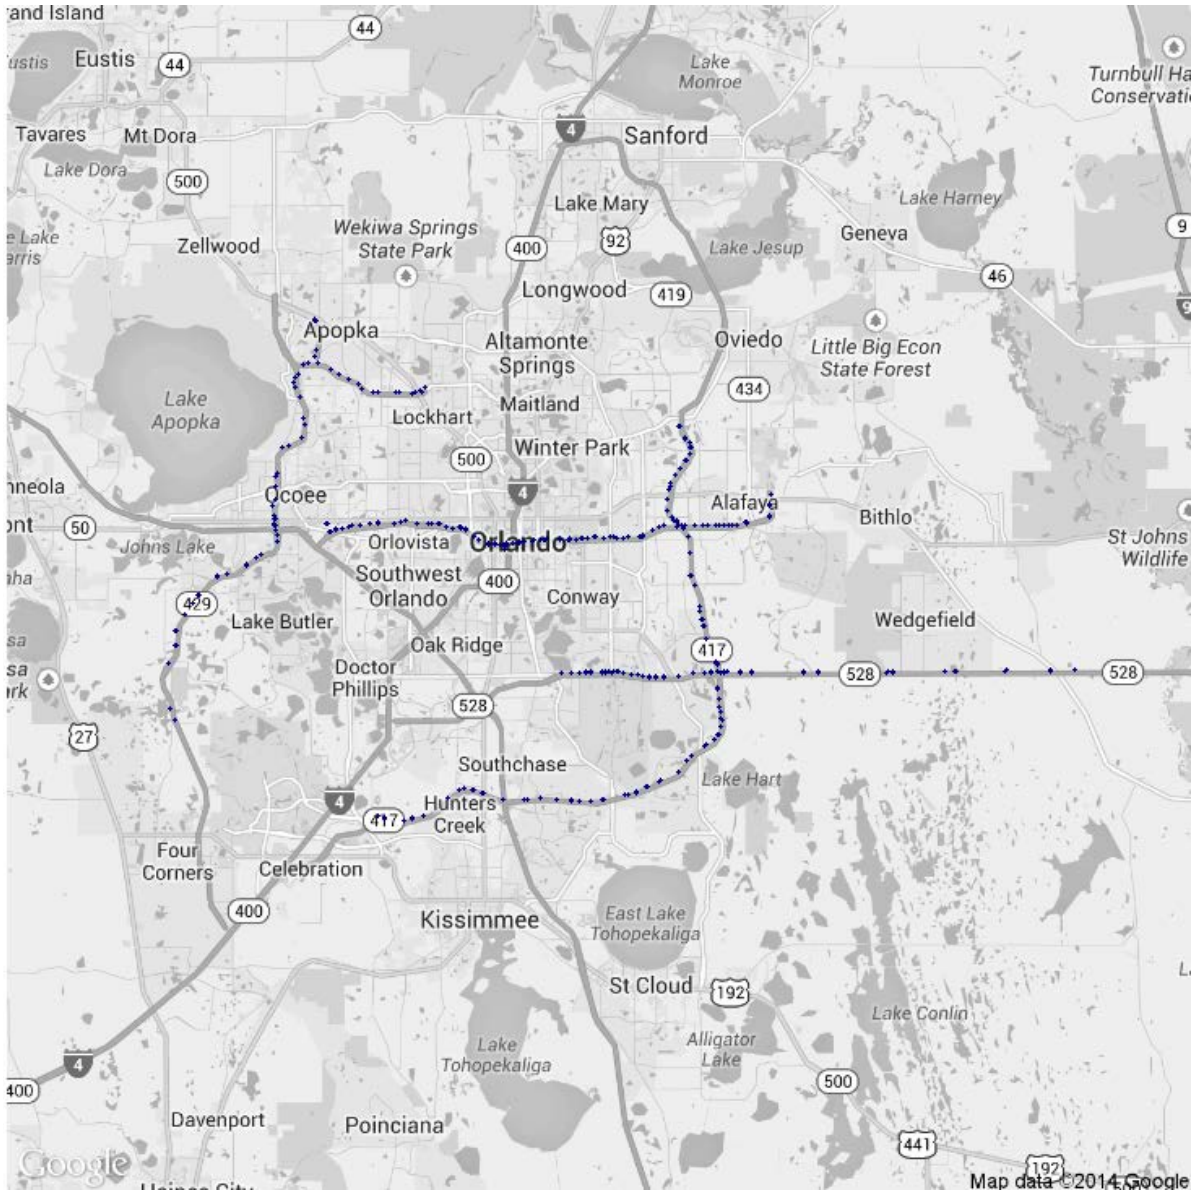 and Island
44
Eustis
44
Lake
Monroe
Turnbull Ha
Conservati
Tavares
Mt Dora
4
Sanford
Lake Dora
500
Lake Mary
Lake Harney
Wekiwa Springs
State Park
Zellwood
400
92
Lake Jesup
Geneva
9
46
Longwood
419
Apopka
Altamonte
Springs
Oviedo
Little Big Econ
State Forest
434
Lake
Apopka
Lockhart
Maitland
Winter Park
500
nneola
Ocoee
4
Alafaya
Bithlo
ont
50
Johns Lake
Orlovista
Orlando
St Johns
Wildlife
Southwest
Orlando
400
Conway
429
Lake Butler
Wedgefield
Oak Ridge
417
Doctor
Phillips
528
528
528
27
Southchase
Lake Hart
4
417
Hunters
Creek
Four
Corners
Celebration
400
Kissimmee
East Lake
Tohopekaliga
St Cloud
192
Lake Conlin
Alligator
Lake
Lake
Tohopekaliga
4
400
500
Davenport
Poinciana
441
192
Google
Map data ©2014 Google